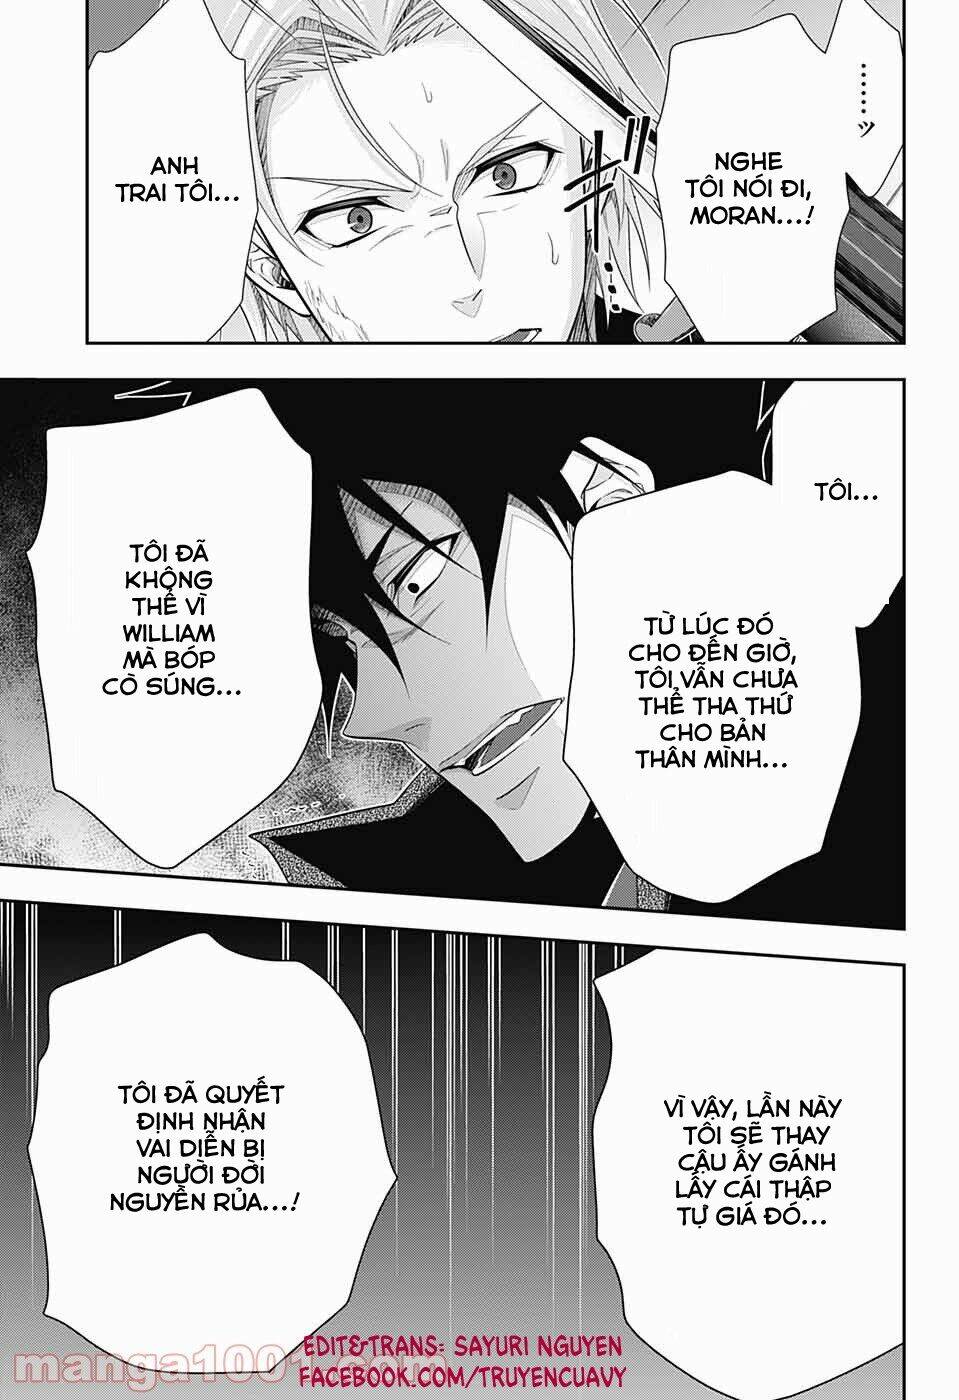 ……ッ
NGHE
TÔI NÓI ĐI,
MORAN...!
ANH
TRAI TÔI...
TÔI...
TỪ LÚC ĐÓ
CHO ĐẾN GIỜ,
TÔI VẪN CHƯA
THỂ THA THỨ
CHO BẢN
THÂN MÌNH...
TÔI ĐÃ
KHÔNG
THỂ VÌ
WILLIAM
MÀ BÓP
CÒ SÚNG...
VÌ VẬY, LẦN NÀY
TÔI SẼ THAY
CẬU ẤY GÁNH
LẤY CÁI THẬP
TỰ GIÁ ĐÓ...
TÔI ĐÃ QUYẾT
ĐỊNH NHẬN
VAI DIỄN BỊ
NGƯỜI ĐỜI
NGUYỀN RỦA...!
EDIT&TRANS: SAYURI NGUYEN
FACEBOOK.COM/TRUYENCUAVY
manga1001.com